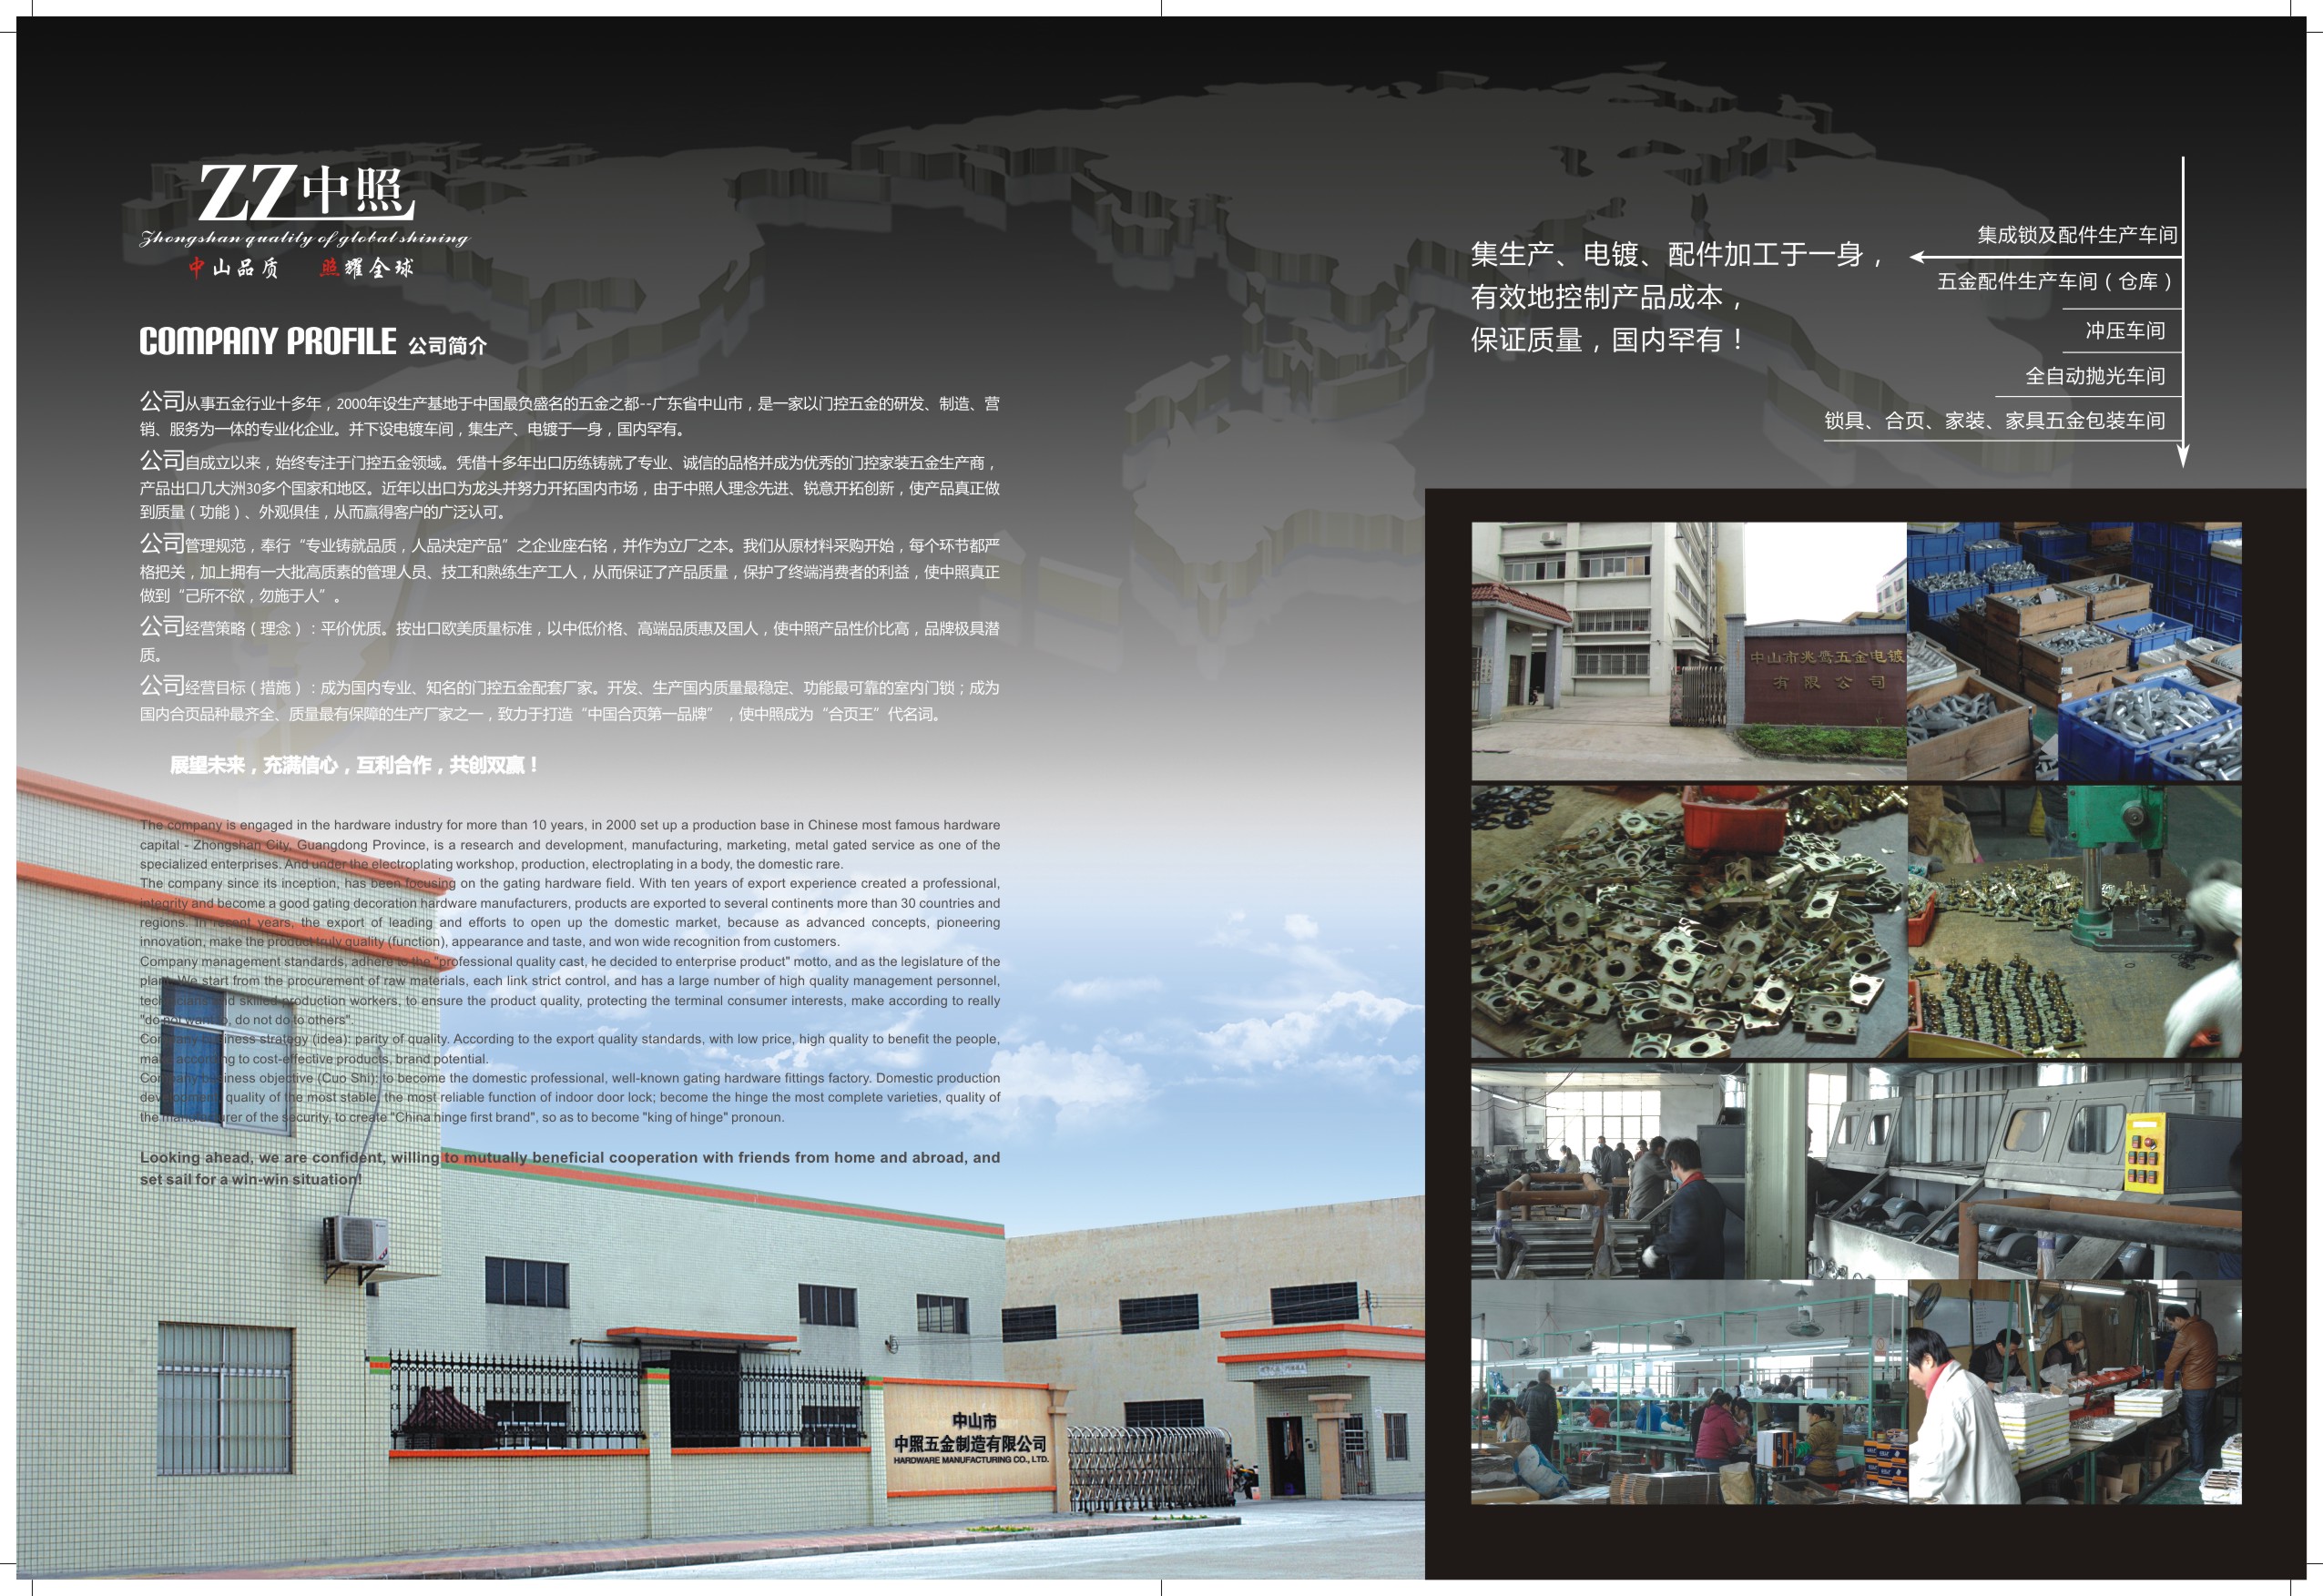 ZZ中照
Zhongshan quality of global shining
中山品质 照耀全球
COMPANY PROFILE 公司简介
公司从事五金行业十多年，2000年设生产基地于中国最负盛名的五金之都--广东省中山市，是一家以门控五金的研发、制造、营
销、服务为一体的专业化企业。并下设电镀车间，集生产、电镀于一身，国内罕有。
公司自成立以来，始终专注于门控五金领域。凭借十多年出口历练铸就了专业、诚信的品格并成为优秀的门控家装五金生产商，
产品出口几大洲30多个国家和地区。近年以出口为龙头并努力开拓国内市场，由于中照人理念先进、锐意开拓创新，使产品真正做
到质量（功能）、外观俱佳，从而赢得客户的广泛认可。
公司管理规范，奉行“专业铸就品质，人品决定产品”之企业座右铭，并作为立厂之本。我们从原材料采购开始，每个环节都严
格把关，加上拥有一大批高质素的管理人员、技工和熟练生产工人，从而保证了产品质量，保护了终端消费者的利益，使中照真正
做到“己所不欲，勿施于人”。
公司经营策略（理念）：平价优质。按出口欧美质量标准，以中低价格、高端品质惠及国人，使中照产品性价比高，品牌极具潜
质。
公司经营目标（措施）：成为国内专业、知名的门控五金配套厂家。开发、生产国内质量最稳定、功能最可靠的室内门锁；成为
国内合页品种最齐全、质量最有保障的生产厂家之一，致力于打造“中国合页第一品牌”，使中照成为“合页王”代名词。
展望未来，充满信心，互利合作，共创双赢！
The company is engaged in the hardware industry for more than 10 years, in 2000 set up a production base in Chinese most famous hardware
capital - Zhongshan City, Guangdong Province, is a research and development, manufacturing, marketing, metal gated service as one of the
specialized enterprises. And under the electroplating workshop, production, electroplating in a body, the domestic rare.
The company since its inception, has been focusing on the gating hardware field. With ten years of export experience created a professional,
integrity and become a good gating decoration hardware manufacturers, products are exported to several continents more than 30 countries and
regions. In recent years, the export of leading and efforts to open up the domestic market, because as advanced concepts, pioneering
innovation, make the product truly quality (function), appearance and taste, and won wide recognition from customers.
Company management standards, adhere to the "professional quality cast, he decided to enterprise product" motto, and as the legislature of the
plant. We start from the procurement of raw materials, each link strict control, and has a large number of high quality management personnel,
technicians and skilled production workers, to ensure the product quality, protecting the terminal consumer interests, make according to really
"do not want to, do not do to others".
Company business strategy (idea): parity of quality. According to the export quality standards, with low price, high quality to benefit the people,
make according to cost-effective products, brand potential.
Company business objective (Cuo Shi): to become the domestic professional, well-known gating hardware fittings factory. Domestic production
development, quality of the most stable, the most reliable function of indoor door lock; become the hinge the most complete varieties, quality of
the manufacturer of the security, to create "China hinge first brand", so as to become "king of hinge" pronoun.
Looking ahead, we are confident, willing to mutually beneficial cooperation with friends from home and abroad, and
set sail for a win-win situation!
中山市
中照五金制造有限公司
HARDWARE MANUFACTURING CO., LTD.
集生产、电镀、配件加工于一身，
有效地控制产品成本，
保证质量，国内罕有！
集成锁及配件生产车间
五金配件生产车间（仓库）
冲压车间
全自动抛光车间
锁具、合页、家装、家具五金包装车间
中山市兆鹰五金电镀
有限公司